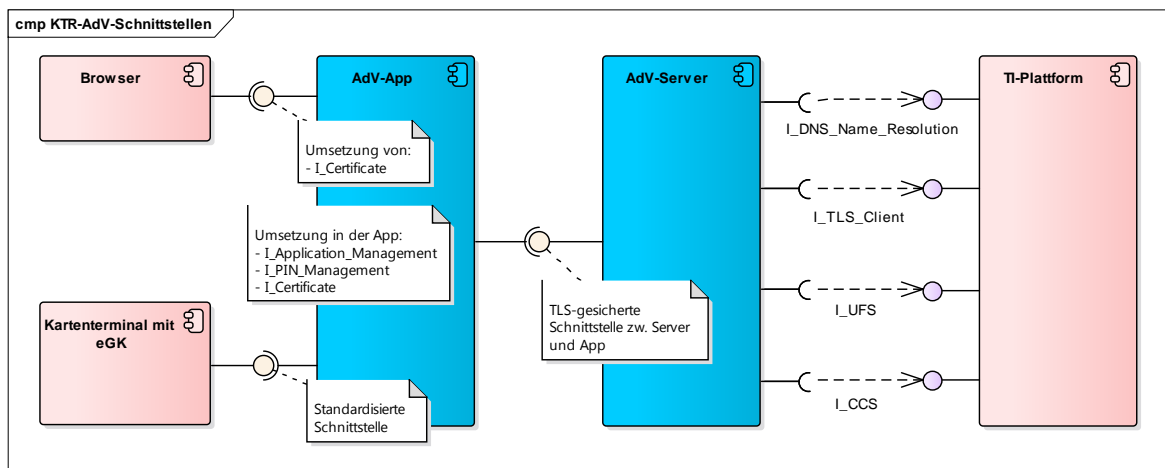 cmp KTR-AdV-Schnittstellen
Browser
AdV-App
AdV-Server
TI-Plattform
Umsetzung von:
- I_Certificate
I_DNS_Name_Resolution
I_TLS_Client
Umsetzung in der App:
- I_Application_Management
- I_PIN_Management
- I_Certificate
TLS-gesicherte
Schnittstelle zw. Server
und App
I_UFS
Kartenterminal mit
eGK
Standardisierte
Schnittstelle
I_CCS